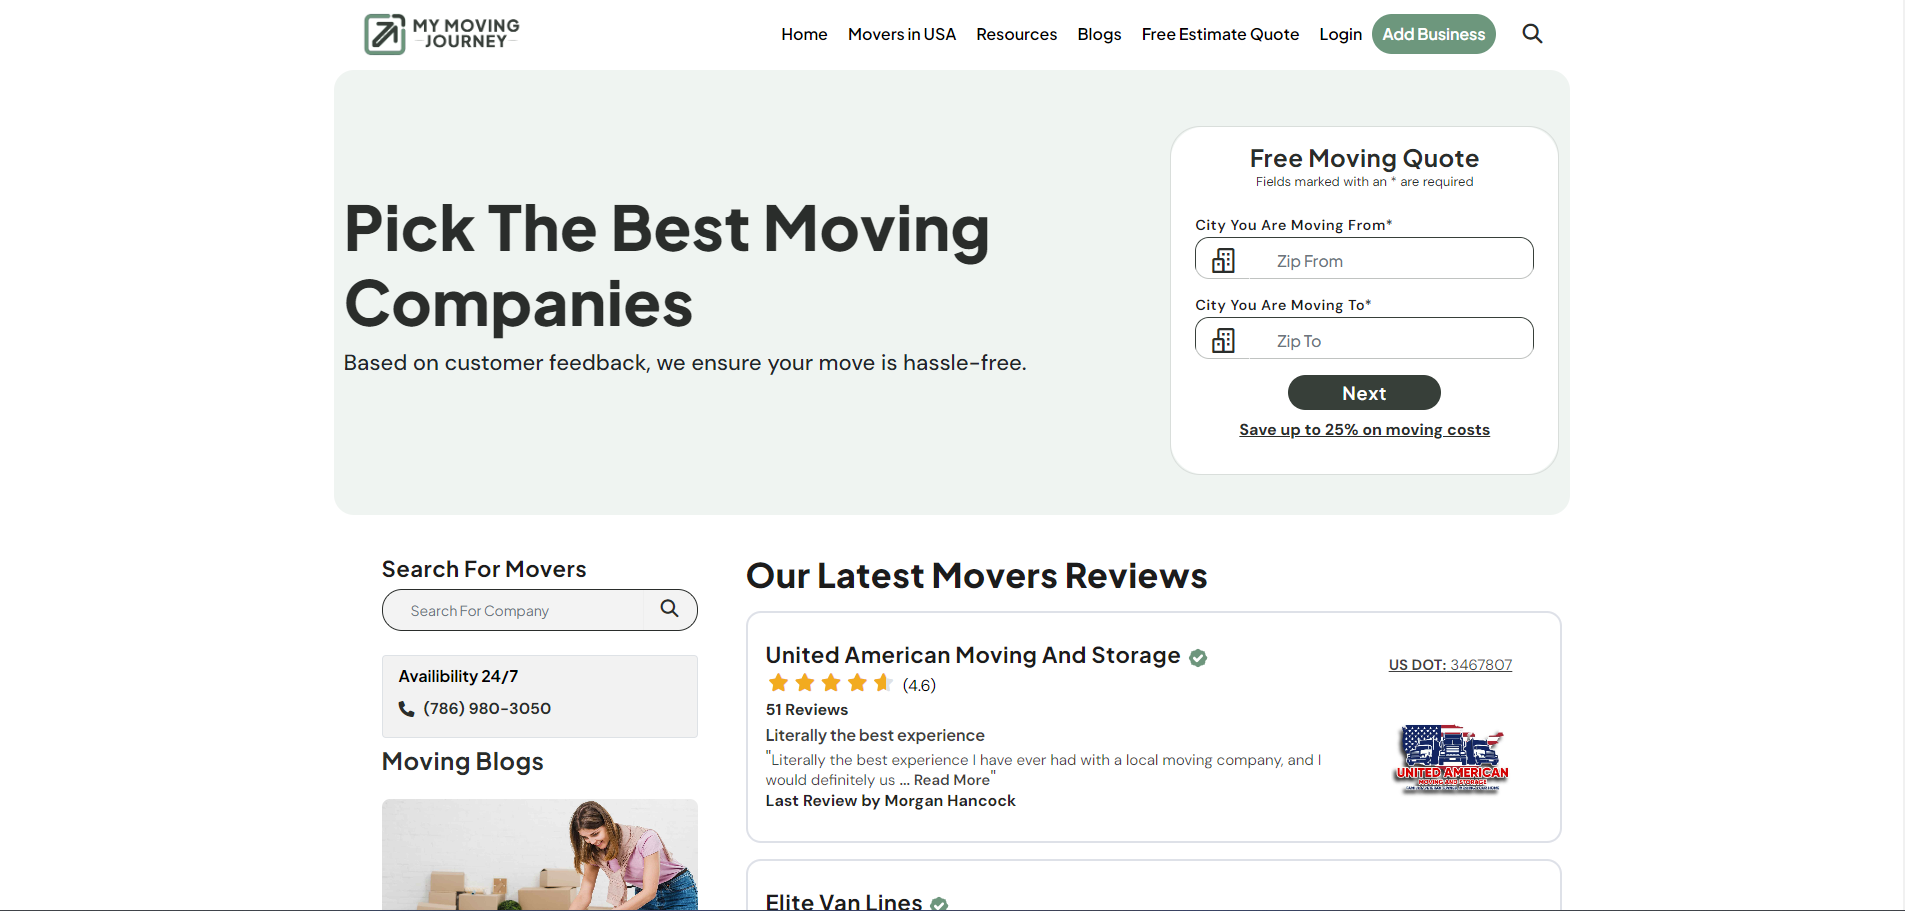 MY MOVING
JOURNEY
Home
Movers in USA
Resources
Blogs
Free Estimate Quote
Login
Add Business
Pick The Best Moving
Companies
Based on customer feedback, we ensure your move is hassle-free.
Free Moving Quote
Fields marked with an * are required
City You Are Moving From*
Zip From
City You Are Moving To*
Zip To
Next
Save up to 25% on moving costs
Search For Movers
Search For Company
Availibility 24/7
(786) 980-3050
Moving Blogs
Our Latest Movers Reviews
United American Moving And Storage
US DOT: 3467807
(4.6)
51 Reviews
Literally the best experience
"Literally the best experience I have ever had with a local moving company, and I
would definitely us ... Read More"
Last Review by Morgan Hancock
UNITED AMERICAN
MOVING AND STORAGE
Elite Van Lines